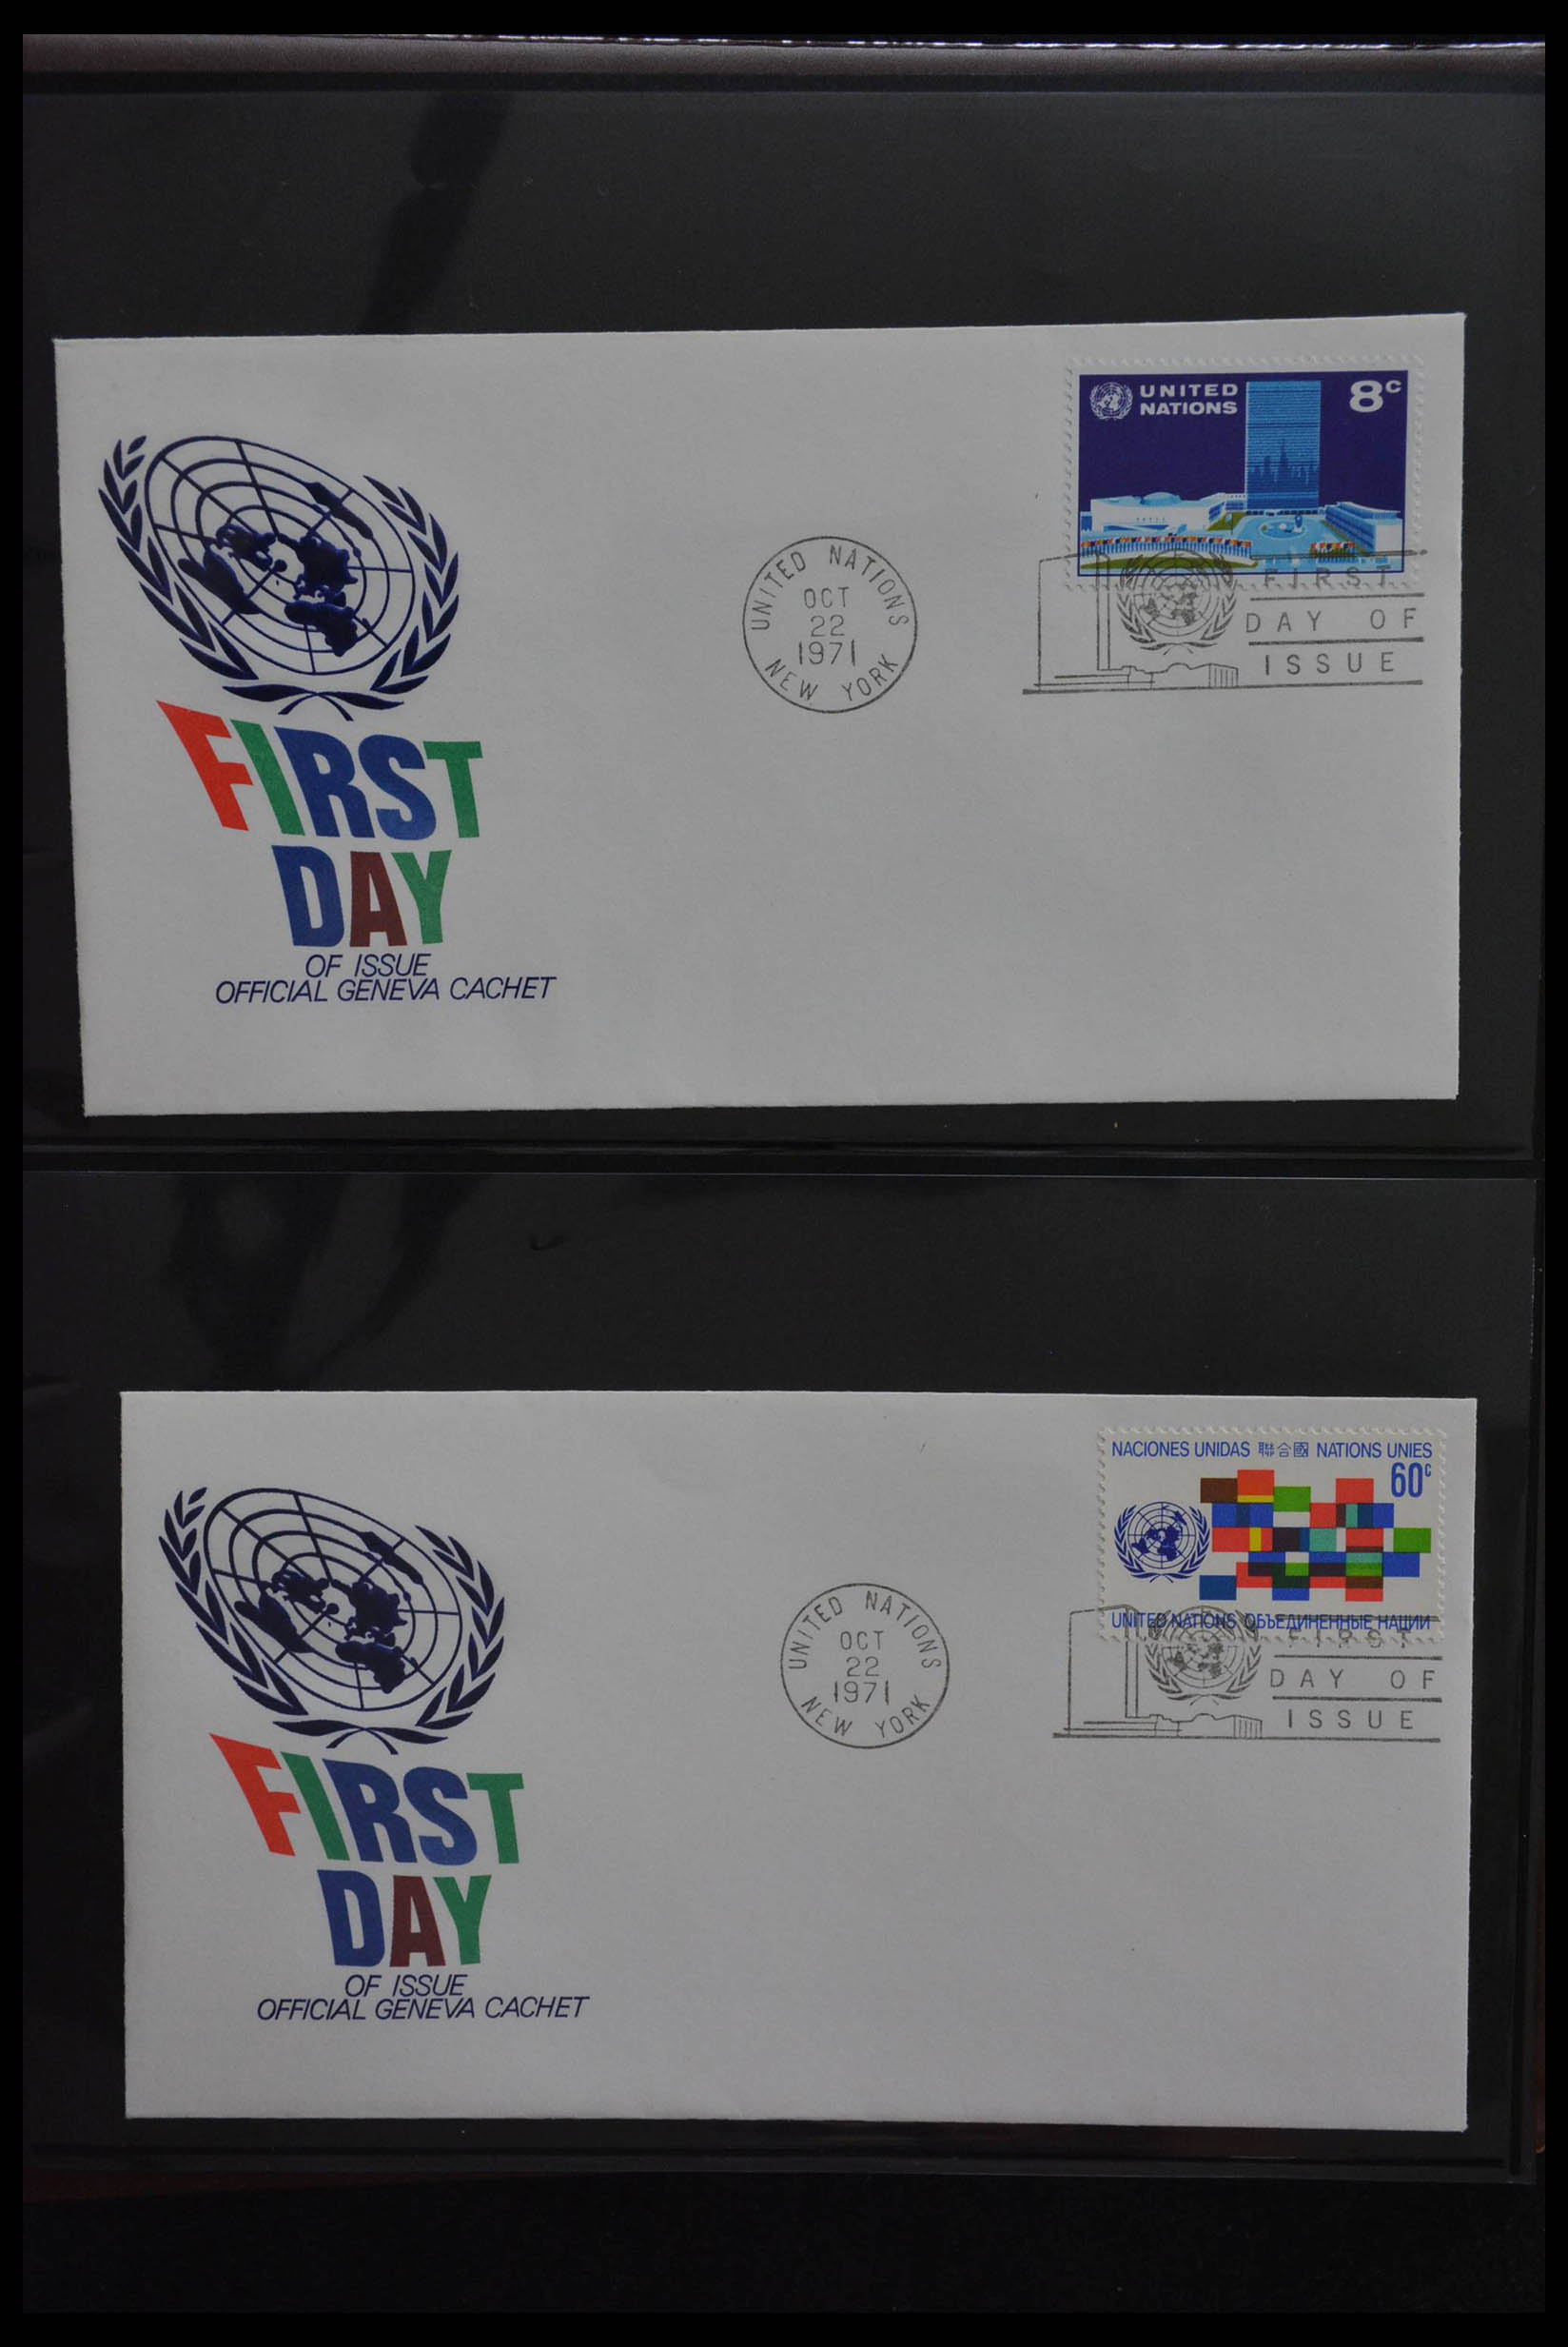 UNITED
NATIONS
8c
UNITED NATIONS
OCT
22
1971
NEW YORK
FIRST
DAY OF
ISSUE
FIRST
DAY
OF ISSUE
OFFICIAL GENEVA CACHET
NACIONES UNIDAS 聯合國 NATIONS UNIES
60c
UNITED NATIONS ОБЪЕДИНЕННЫЕ НАЦИИ
UNITED NATIONS
OCT
22
1971
NEW YORK
FIRST
DAY OF
ISSUE
FIRST
DAY
OF ISSUE
OFFICIAL GENEVA CACHET